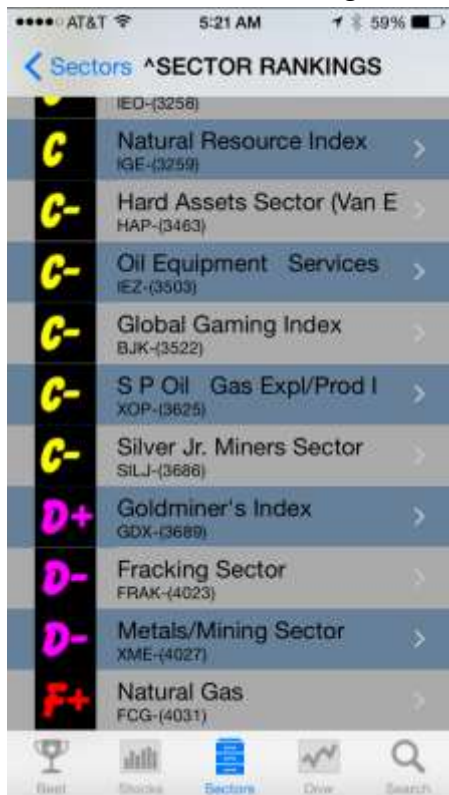 AT&T 5:21 AM 59%
Sectors ^SECTOR RANKINGS
IEO-(3258)
C Natural Resource Index
IGE-(3259)
C- Hard Assets Sector (Van E
HAP-(3463)
C- Oil Equipment Services
IEZ-(3503)
C- Global Gaming Index
BJK-(3522)
C- S P Oil Gas Expl/Prod I
XOP-(3625)
C- Silver Jr. Miners Sector
SILJ-(3686)
D+ Goldminer's Index
GDX-(3689)
D- Fracking Sector
FRAK-(4023)
D- Metals/Mining Sector
XME-(4027)
F+ Natural Gas
FCG-(4031)
Best Stocks Sectors Dive Search